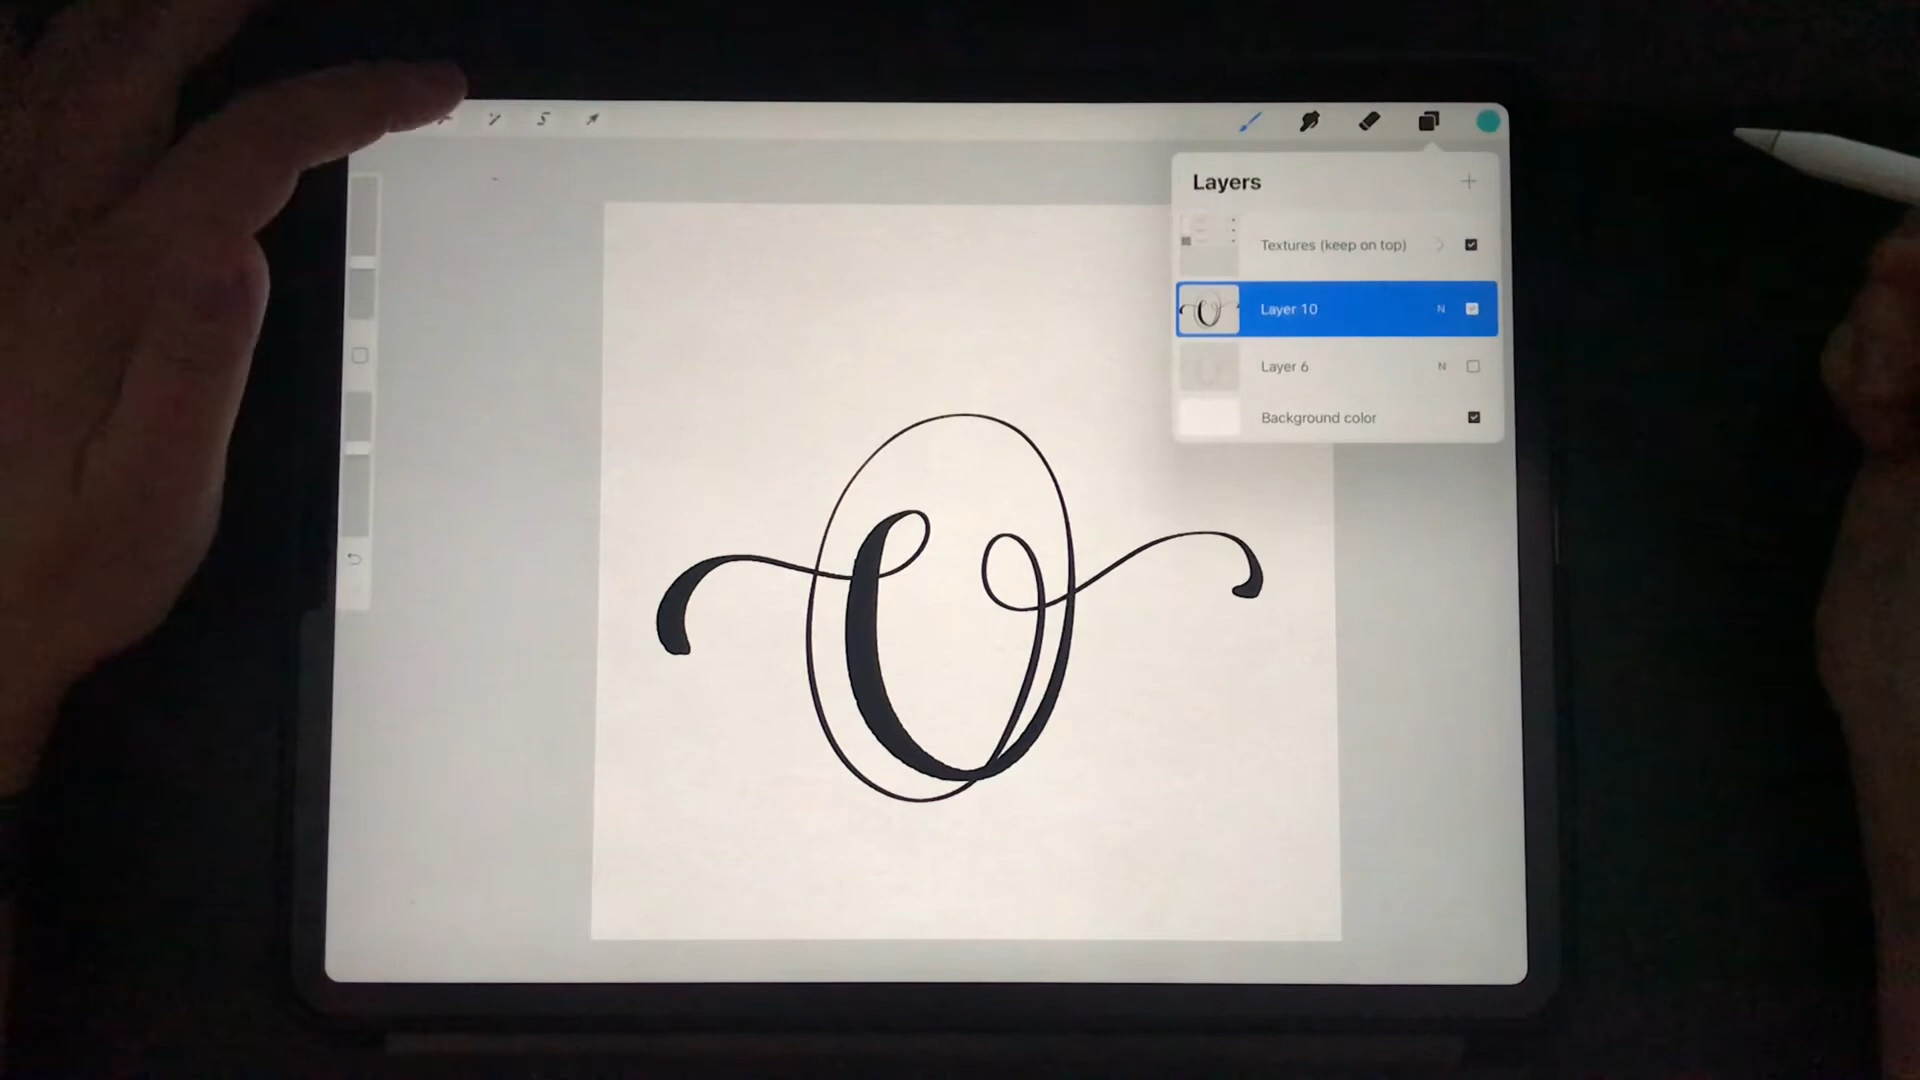 Layers
Textures (keep on top)
Layer 10 N
Layer 6 N
Background color
O